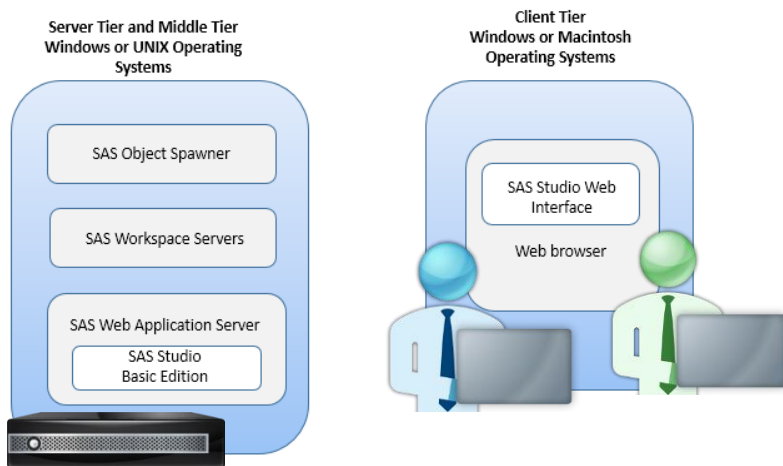 Server Tier and Middle Tier
Windows or UNIX Operating
Systems
SAS Object Spawner
SAS Workspace Servers
SAS Web Application Server
SAS Studio
Basic Edition
Client Tier
Windows or Macintosh
Operating Systems
SAS Studio Web
Interface
Web browser